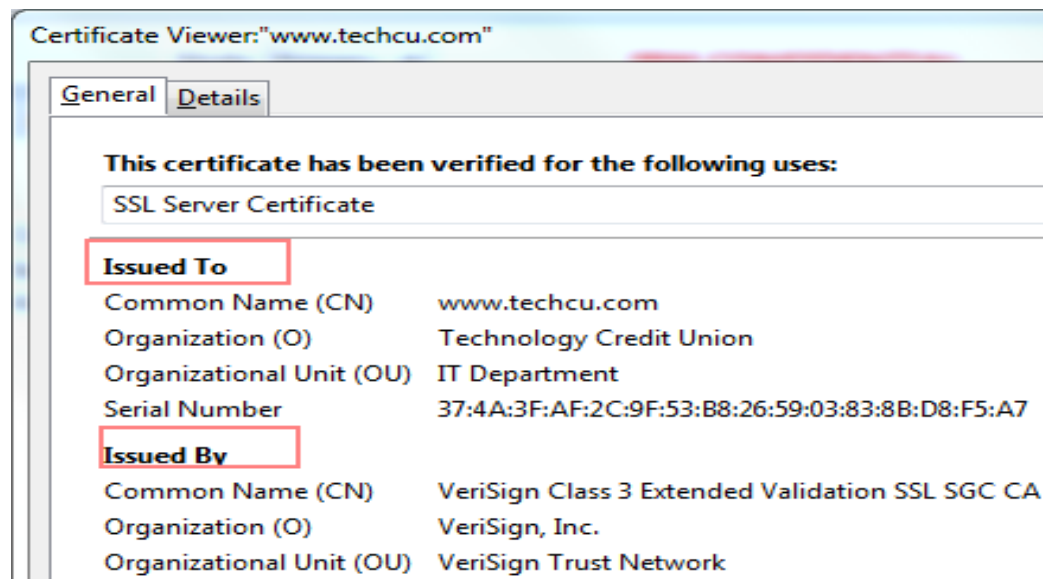 Certificate Viewer:"www.techcu.com"
General Details
This certificate has been verified for the following uses:
SSL Server Certificate
Issued To
Common Name (CN) www.techcu.com
Organization (O) Technology Credit Union
Organizational Unit (OU) IT Department
Serial Number 37:4A:3F:AF:2C:9F:53:B8:26:59:03:83:8B:D8:F5:A7
Issued By
Common Name (CN) VeriSign Class 3 Extended Validation SSL SGC CA
Organization (O) VeriSign, Inc.
Organizational Unit (OU) VeriSign Trust Network